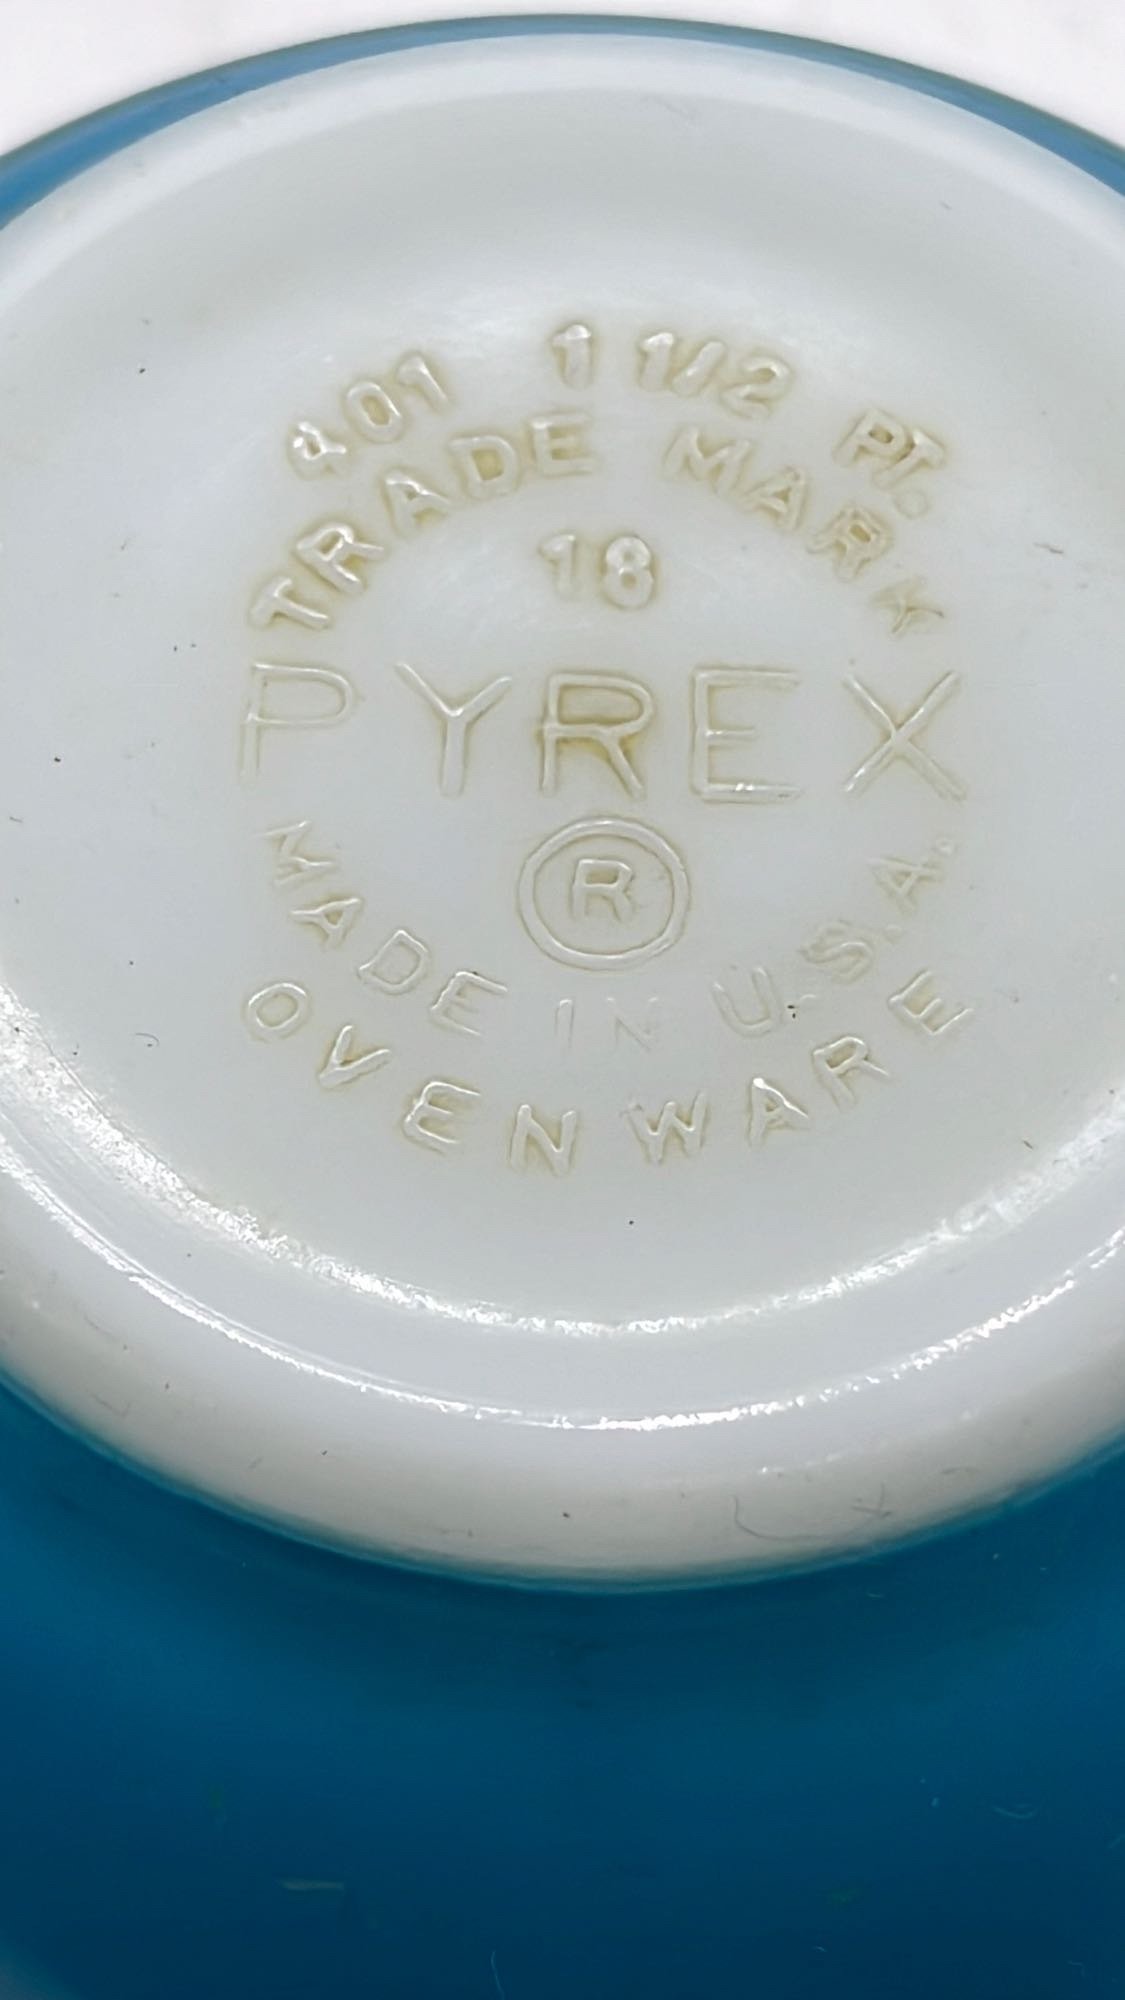 401 1 1/2 PT.
TRADE MARK
18
PYREX
®
MADE IN U.S.A.
OVENWARE